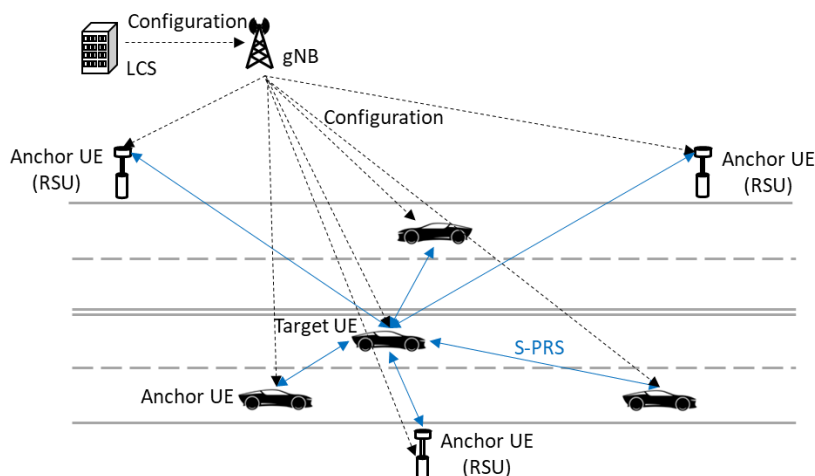 Configuration
LCS
gNB
Configuration
Anchor UE
(RSU)
Anchor UE
(RSU)
Target UE
S-PRS
Anchor UE
Anchor UE
(RSU)